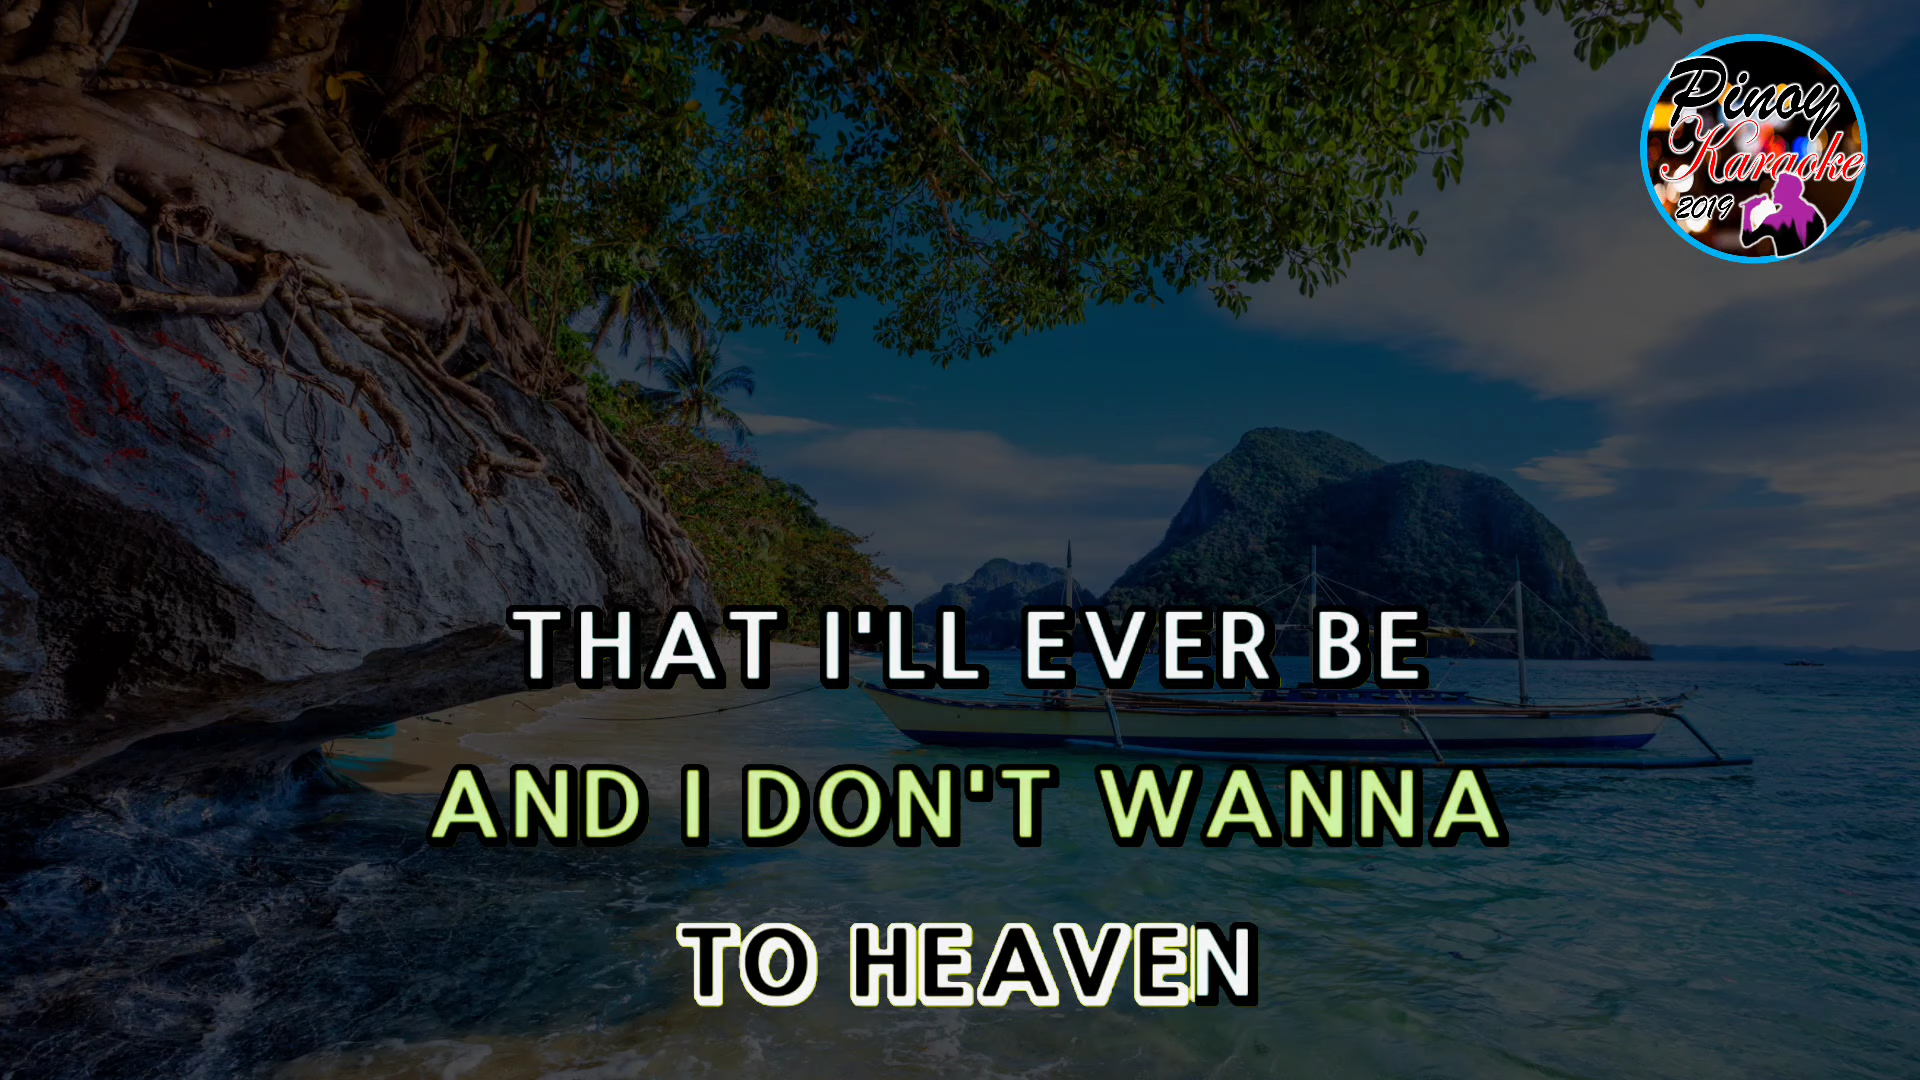 Pinoy
Karaoke
2019
THAT I'LL EVER BE
AND I DON'T WANNA
TO HEAVEN